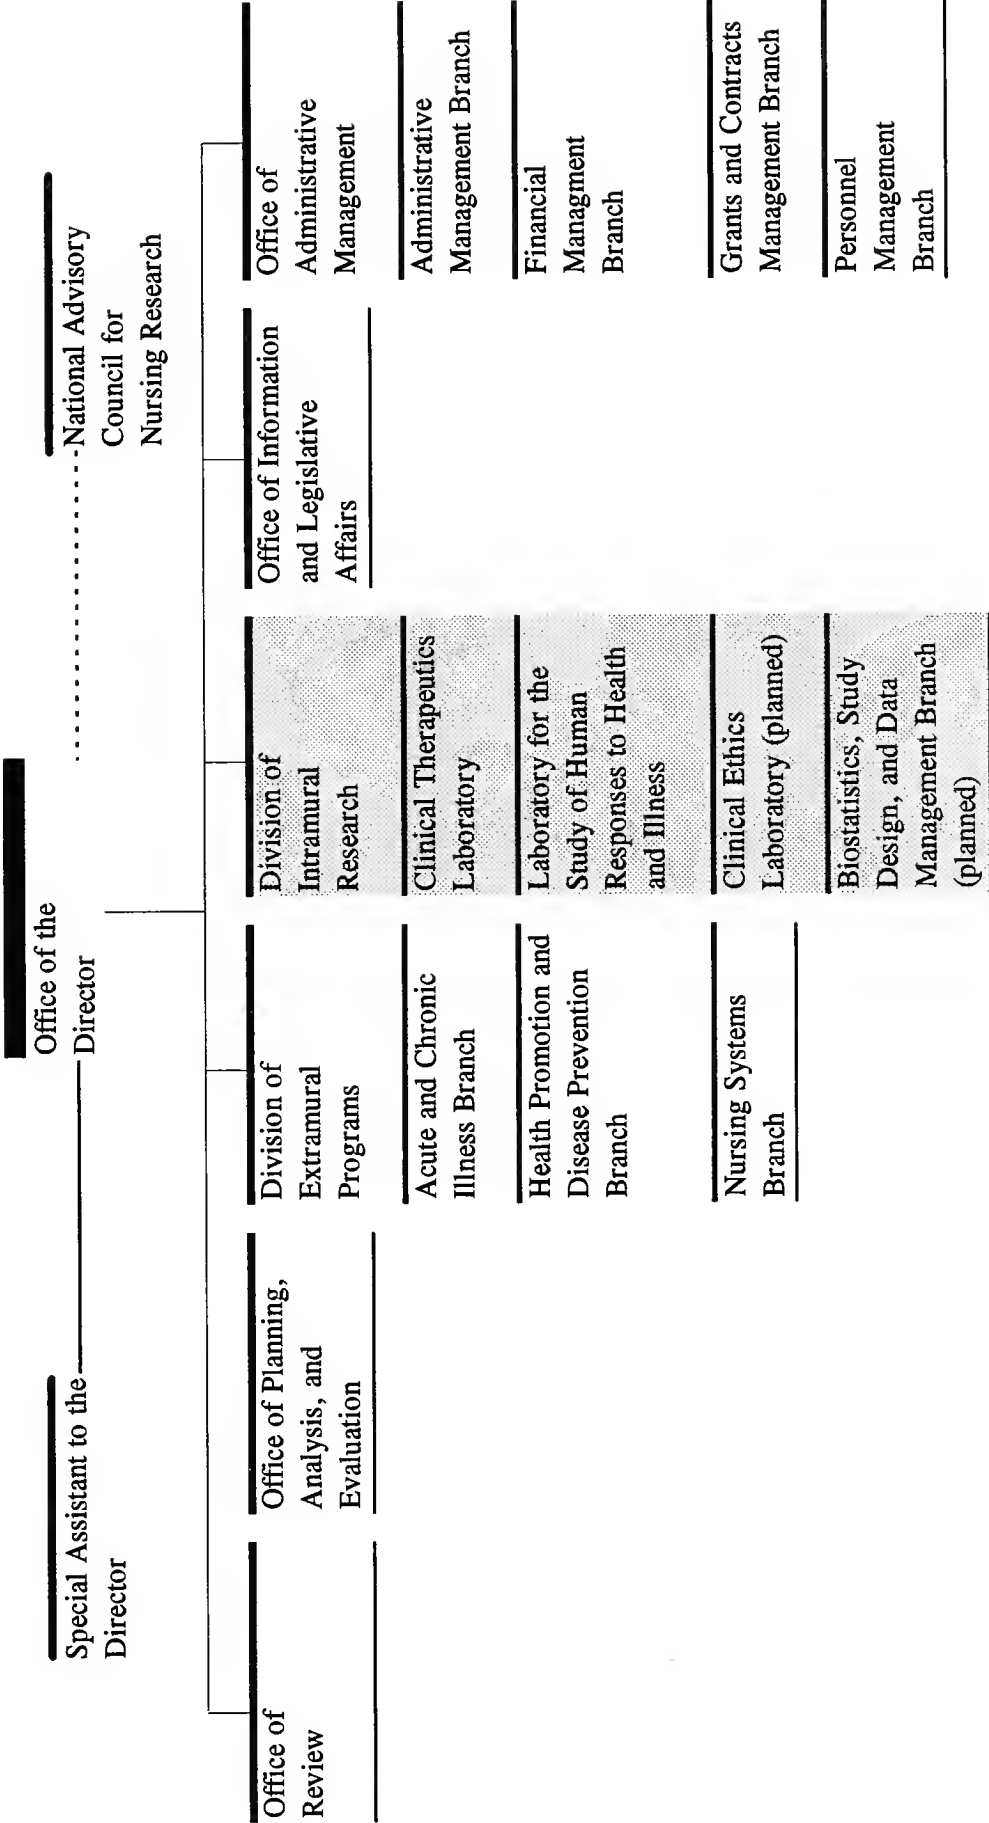 Office of the
Director
Special Assistant to the
Director
National Advisory
Council for
Nursing Research
Office of
Review
Office of Planning,
Analysis, and
Evaluation
Division of
Extramural
Programs
Acute and Chronic
Illness Branch
Health Promotion and
Disease Prevention
Branch
Nursing Systems
Branch
Division of
Intramural
Research
Clinical Therapeutics
Laboratory
Laboratory for the
Study of Human
Responses to Health
and Illness
Clinical Ethics
Laboratory (planned)
Biostatistics, Study
Design, and Data
Management Branch
(planned)
Office of Information
and Legislative
Affairs
Office of
Administrative
Management
Administrative
Management Branch
Financial
Managment
Branch
Grants and Contracts
Management Branch
Personnel
Management
Branch